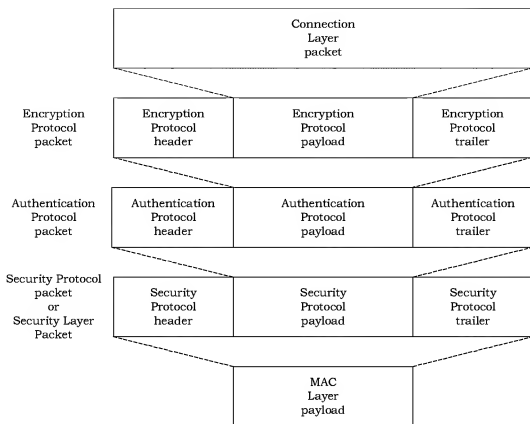 Connection
Layer
packet
Encryption
Protocol
packet
Encryption
Protocol
header
Encryption
Protocol
payload
Encryption
Protocol
trailer
Authentication
Protocol
packet
Authentication
Protocol
header
Authentication
Protocol
payload
Authentication
Protocol
trailer
Security Protocol
packet
or
Security Layer
Packet
Security
Protocol
header
Security
Protocol
payload
Security
Protocol
trailer
MAC
Layer
payload